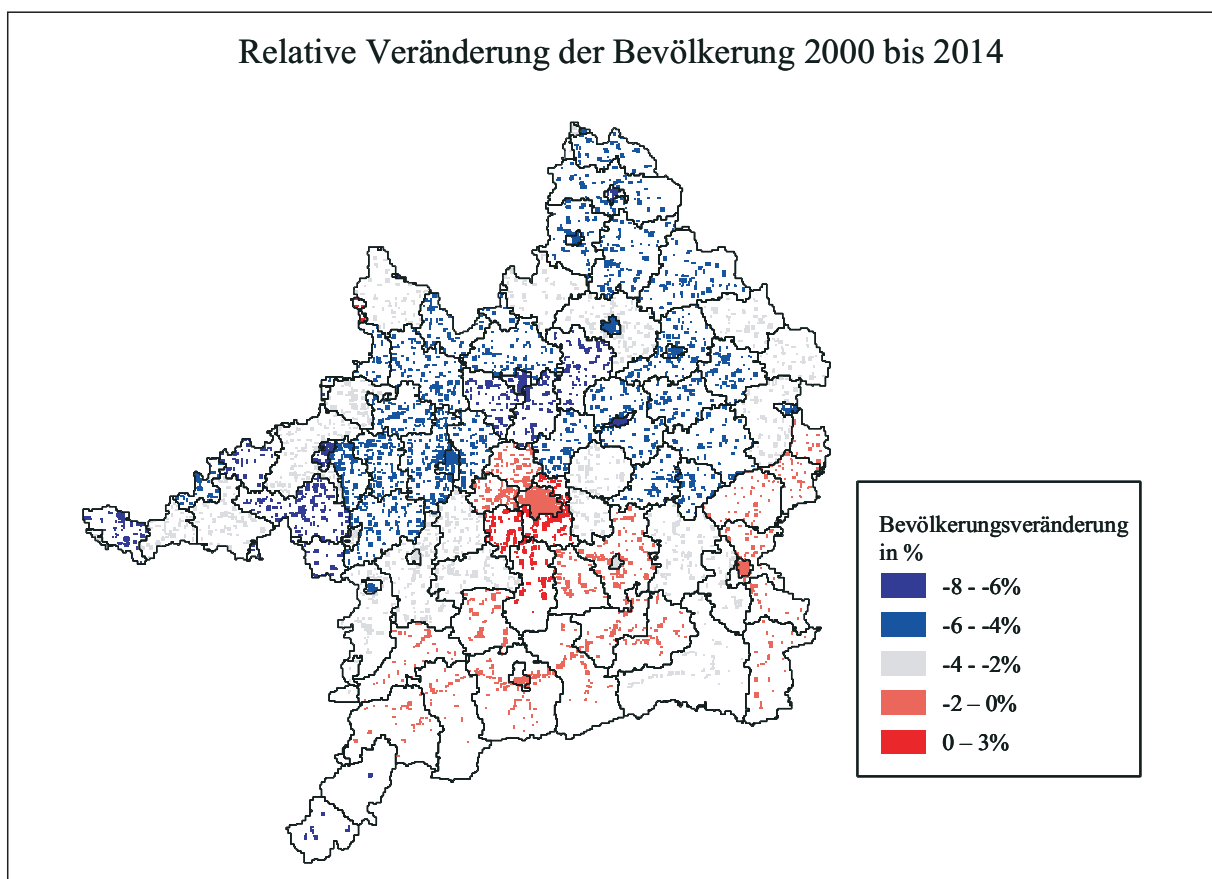 Relative Veränderung der Bevölkerung 2000 bis 2014
Bevölkerungsveränderung
in %
-8 - -6%
-6 - -4%
-4 - -2%
-2 – 0%
0 – 3%